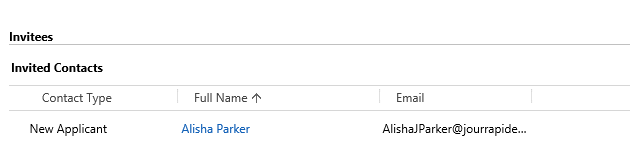 Invitees
Invited Contacts
Contact Type Full Name ↑ Email
New Applicant Alisha Parker AlishaJParker@jourrapide...